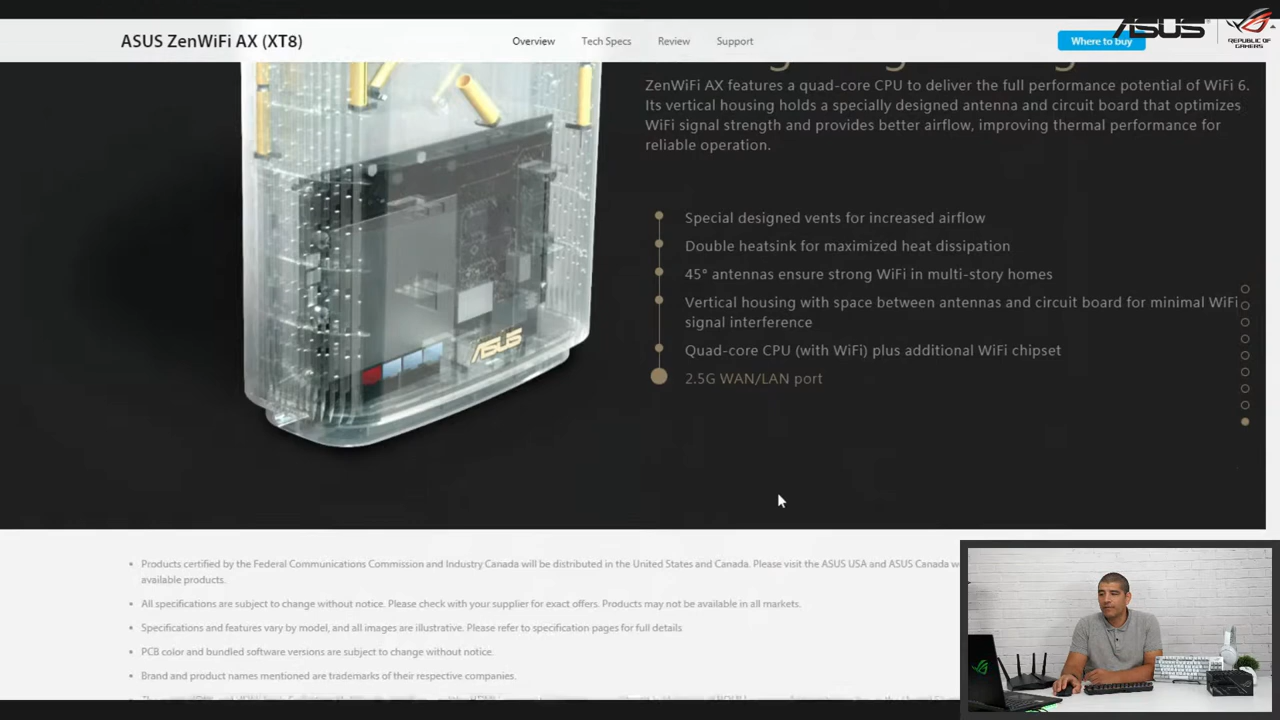 ASUS ZenWiFi AX (XT8)
Overview
Tech Specs
Review
Support
Where to buy
ASUS
REPUBLIC OF
GAMERS
ZenWiFi AX features a quad-core CPU to deliver the full performance potential of WiFi 6.
Its vertical housing holds a specially designed antenna and circuit board that optimizes
WiFi signal strength and provides better airflow, improving thermal performance for
reliable operation.
Special designed vents for increased airflow
Double heatsink for maximized heat dissipation
45° antennas ensure strong WiFi in multi-story homes
Vertical housing with space between antennas and circuit board for minimal WiFi
signal interference
Quad-core CPU (with WiFi) plus additional WiFi chipset
2.5G WAN/LAN port
ASUS
Products certified by the Federal Communications Commission and Industry Canada will be distributed in the United States and Canada. Please visit the ASUS USA and ASUS Canada
available products.
All specifications are subject to change without notice. Please check with your supplier for exact offers. Products may not be available in all markets.
Specifications and features vary by model, and all images are illustrative. Please refer to specification pages for full details
PCB color and bundled software versions are subject to change without notice.
Brand and product names mentioned are trademarks of their respective companies.